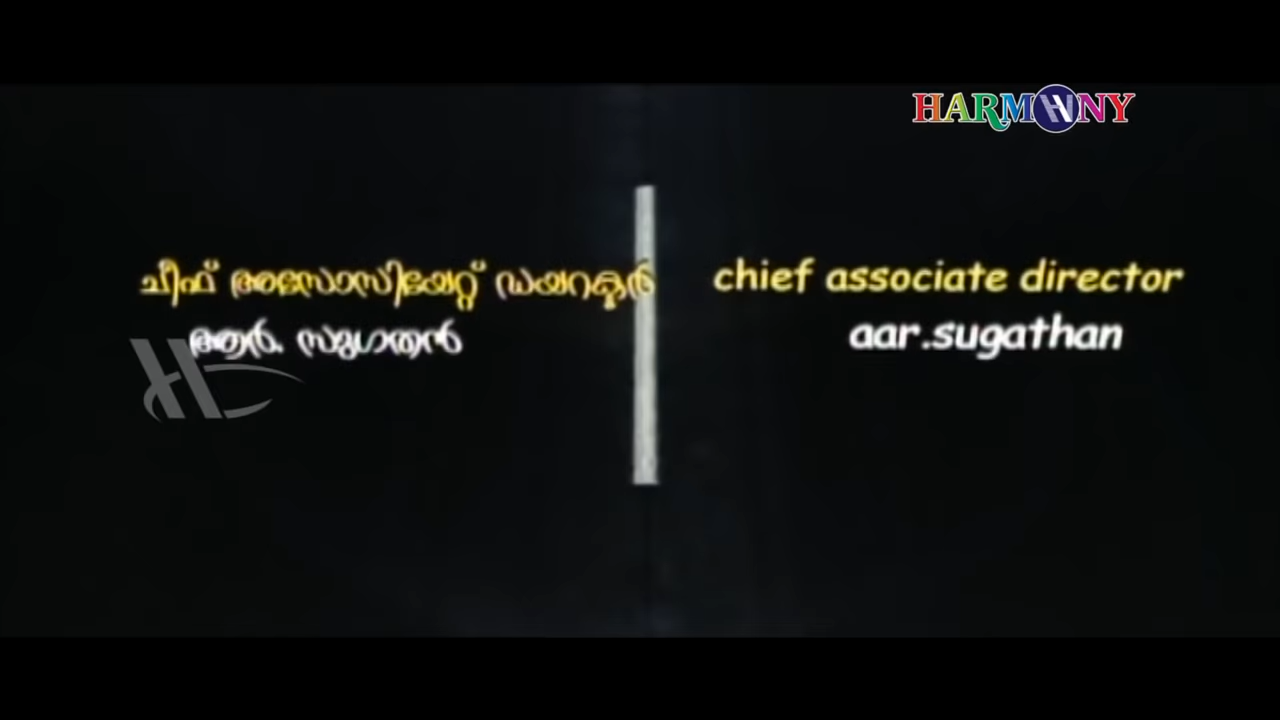 HARMONY
ചീഫ് അസോസിയേറ്റ് ഡയറക്ടർ
ആർ. സുഗതൻ
chief associate director
aar.sugathan